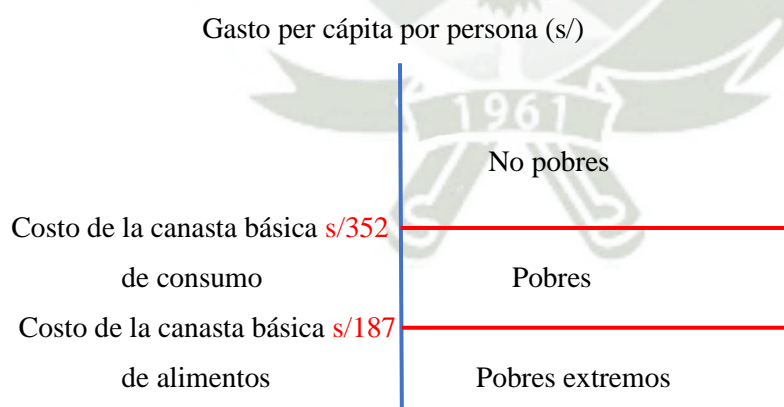 Gasto per cápita por persona (s/)
1961
No pobres
Costo de la canasta básica s/352
de consumo
Pobres
Costo de la canasta básica s/187
de alimentos
Pobres extremos